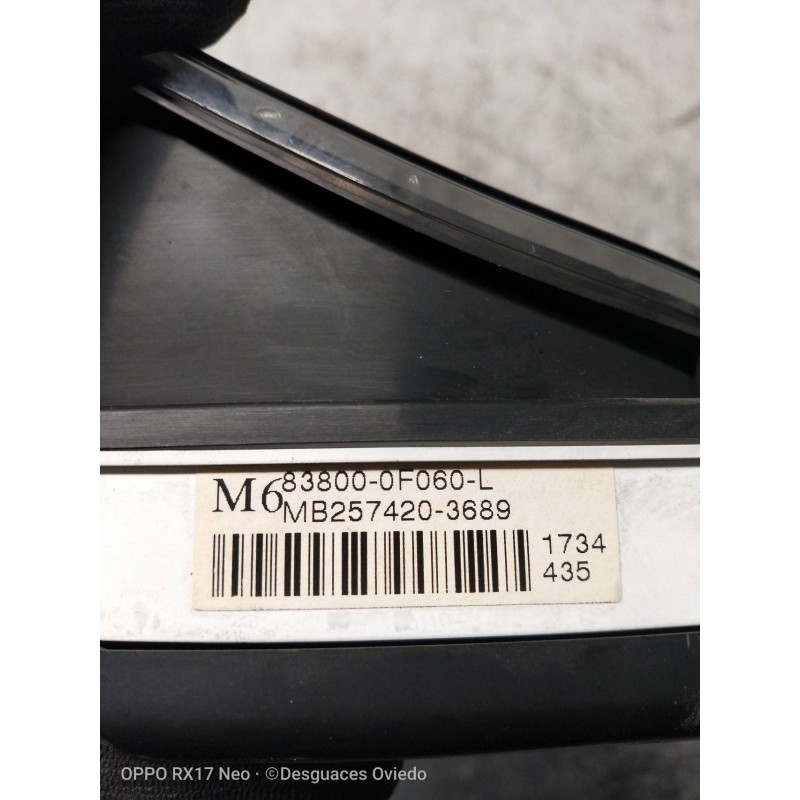 M6
83800-0F060-L
MB257420-3689
1734
435
OPPO RX17 Neo · ©Desguaces Oviedo